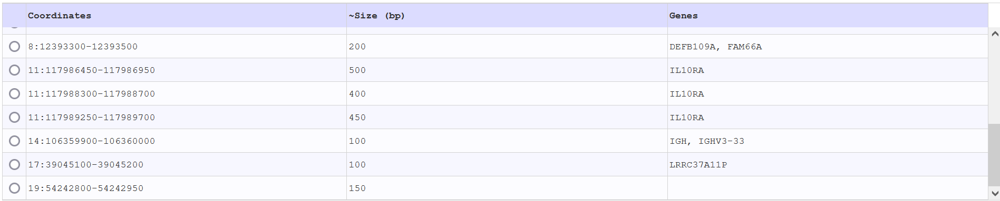 Coordinates ~Size (bp) Genes
8:12393300-12393500 200 DEFB109A, FAM66A
11:117986450-117986950 500 IL10RA
11:117988300-117988700 400 IL10RA
11:117989250-117989700 450 IL10RA
14:106359900-106360000 100 IGH, IGHV3-33
17:39045100-39045200 100 LRRC37A11P
19:54242800-54242950 150